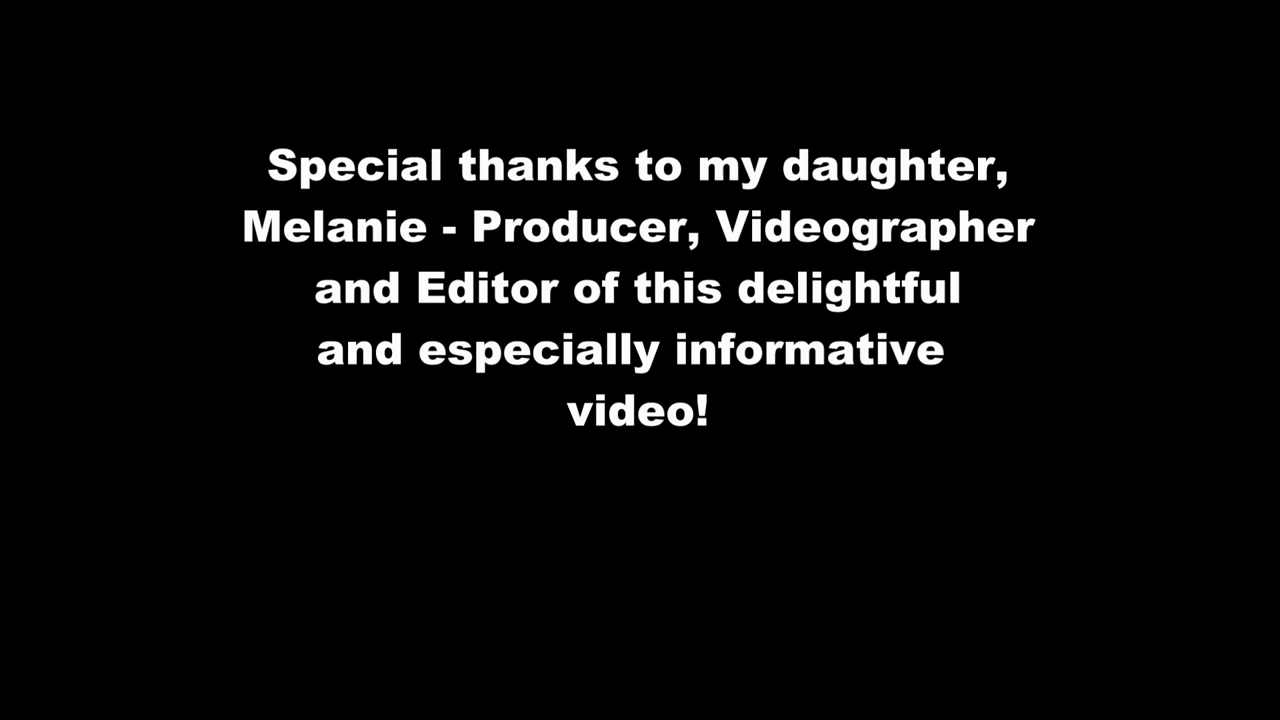 Special thanks to my daughter,
Melanie - Producer, Videographer
and Editor of this delightful
and especially informative
video!